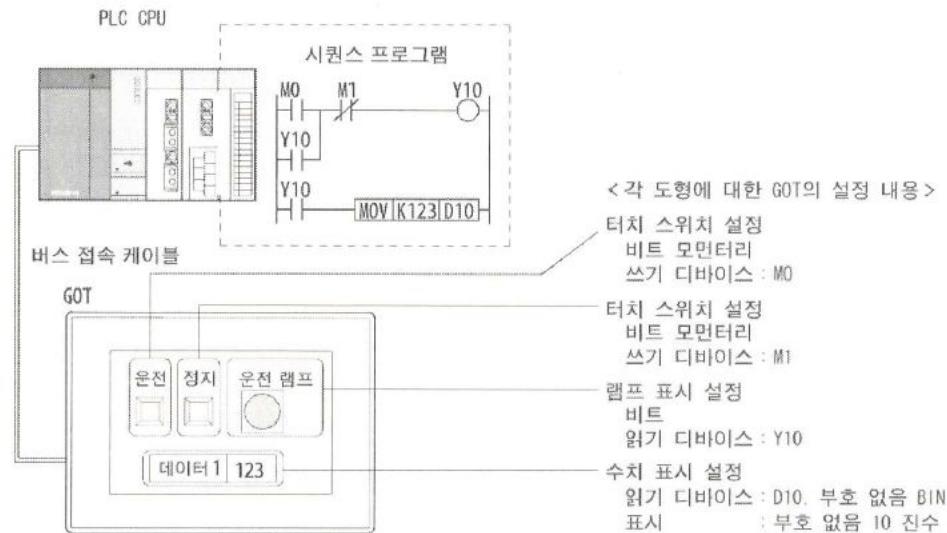 PLC CPU
시퀀스 프로그램
M0 M1 Y10
Y10
Y10
MOV K123 D10
버스 접속 케이블
GOT
운전 정지 운전 램프
데이터 1 123
<각 도형에 대한 GOT의 설정 내용>
터치 스위치 설정
비트 모먼터리
쓰기 디바이스 : M0
터치 스위치 설정
비트 모먼터리
쓰기 디바이스 : M1
램프 표시 설정
비트
읽기 디바이스 : Y10
수치 표시 설정
읽기 디바이스 : D10. 부호 없음 BIN
표시 : 부호 없음 10 진수